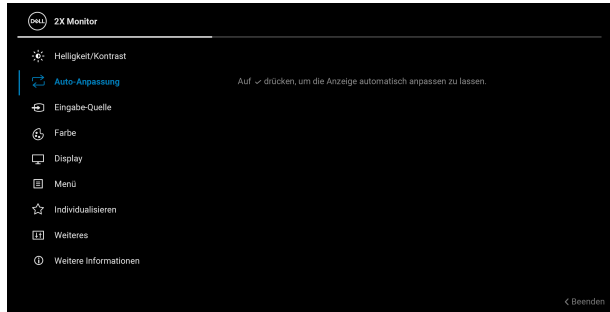 DELL
2X Monitor
Helligkeit/Kontrast
Auto-Anpassung
Auf ✓ drücken, um die Anzeige automatisch anpassen zu lassen.
Eingabe-Quelle
Farbe
Display
Menü
Individualisieren
Weiteres
Weitere Informationen
Beenden